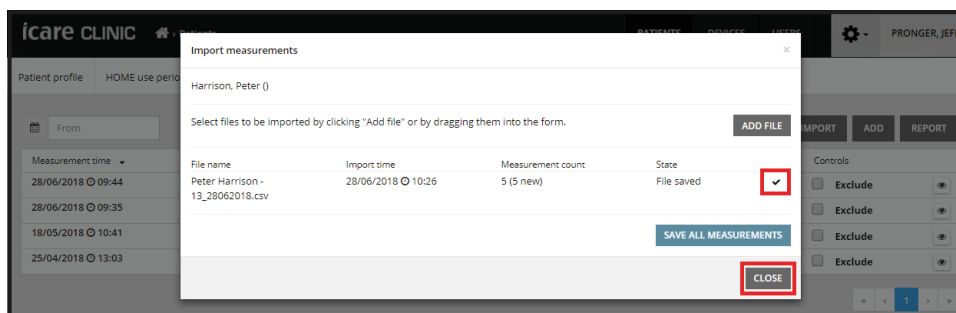 icare CLINIC
Patients
PATIENTS DEVICES USERS
PRONGER, JEF
Patient profile HOME use perio
Import measurements ×
Harrison, Peter ()
Select files to be imported by clicking "Add file" or by dragging them into the form.
ADD FILE
From
IMPORT ADD REPORT
Measurement time
Controls
File name Import time Measurement count State
Peter Harrison - 28/06/2018 10:26 5 (5 new) File saved
13_28062018.csv
28/06/2018 09:44 Exclude
28/06/2018 09:35 Exclude
18/05/2018 10:41 Exclude
25/04/2018 13:03 Exclude
SAVE ALL MEASUREMENTS
CLOSE
« ‹ 1 › »